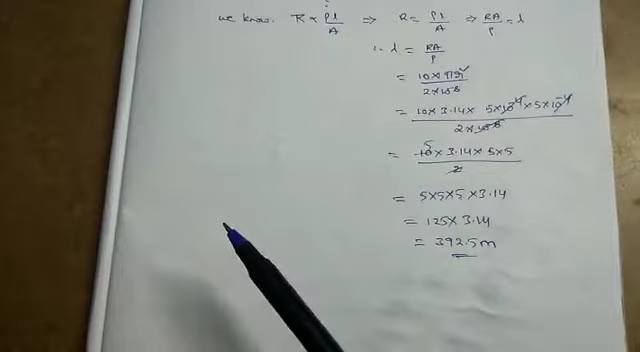 we know. R ∝ ρl/A ⇒ R = ρl/A ⇒ RA/ρ = l
∴ l = RA/ρ
= 10×πr²/2×10⁻⁸
= 10×3.14× 5×10⁻⁴×5×10⁻⁴/2×10⁻⁸
= 10×3.14×5×5/2
5
= 5×5×5×3.14
= 125×3.14
= 392.5m